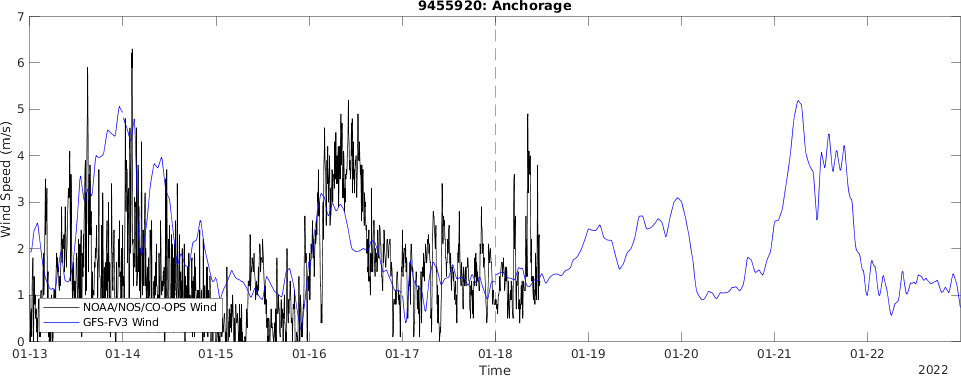 9455920: Anchorage
7
6
5
4
3
2
1
0
Wind Speed (m/s)
NOAA/NOS/CO-OPS Wind
GFS-FV3 Wind
01-13 01-14 01-15 01-16 01-17 01-18 01-19 01-20 01-21 01-22
Time
2022